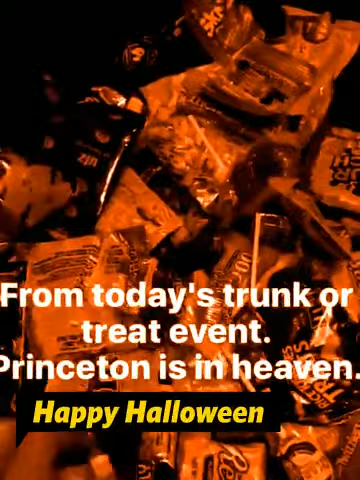 From today's trunk or
treat event.
Princeton is in heaven.
Happy Halloween